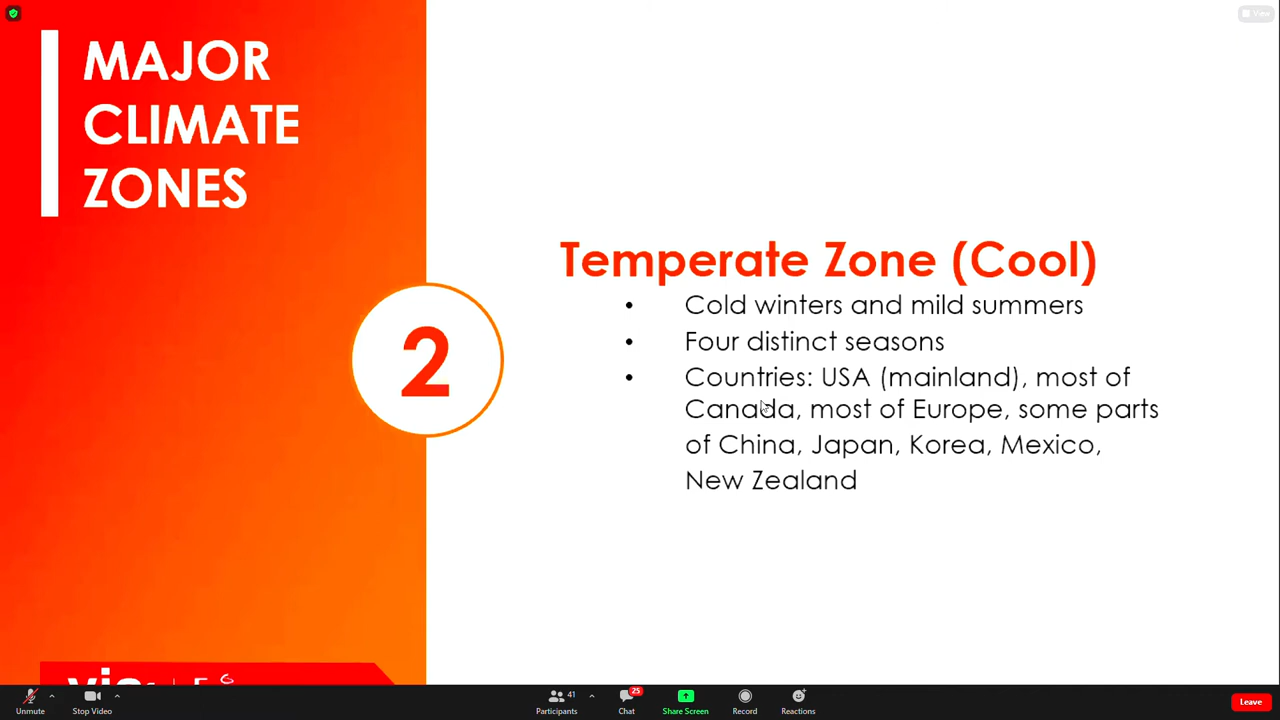 View
MAJOR
CLIMATE
ZONES
Temperate Zone (Cool)
• Cold winters and mild summers
• Four distinct seasons
2
• Countries: USA (mainland), most of
Canada, most of Europe, some parts
of China, Japan, Korea, Mexico,
New Zealand
41
25
Unmute
Stop Video
Participants
Chat
Share Screen
Record
Reactions
Leave